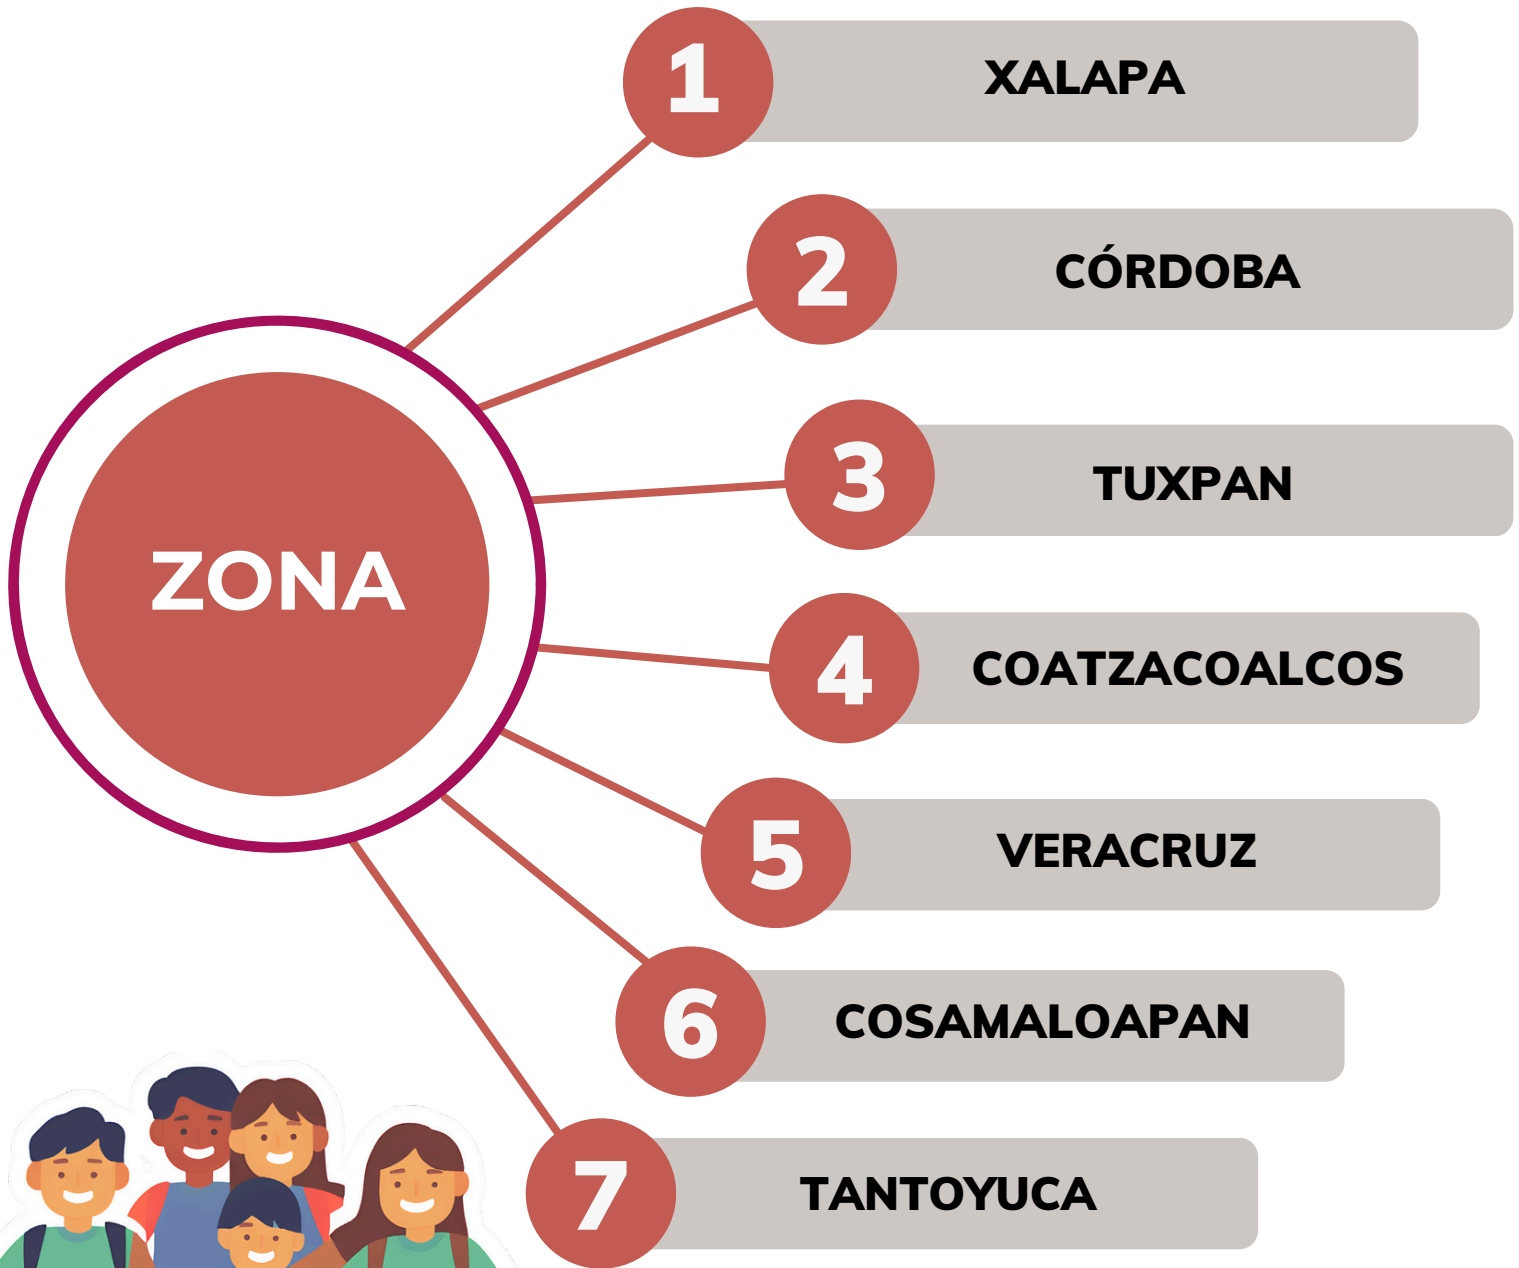 ZONA
1
XALAPA
2
CÓRDOBA
3
TUXPAN
4
COATZACOALCOS
5
VERACRUZ
6
COSAMALOAPAN
7
TANTOYUCA